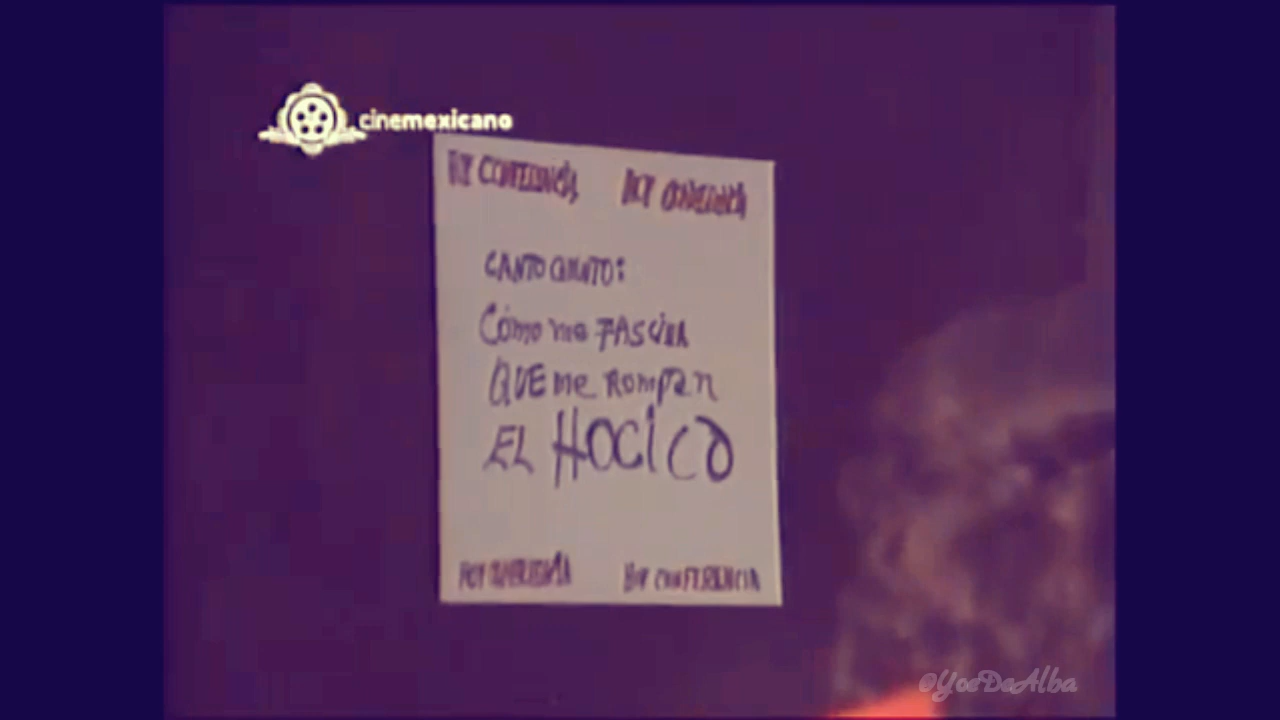 cinemexicano
HOY CONFERENCIA HOY CONFERENCIA
CANTO QUINTO:
Cómo me FASCINA
QUE me ROMPAN
EL HOCICO
HOY CONFERENCIA HOY CONFERENCIA
@YoeDeAlba